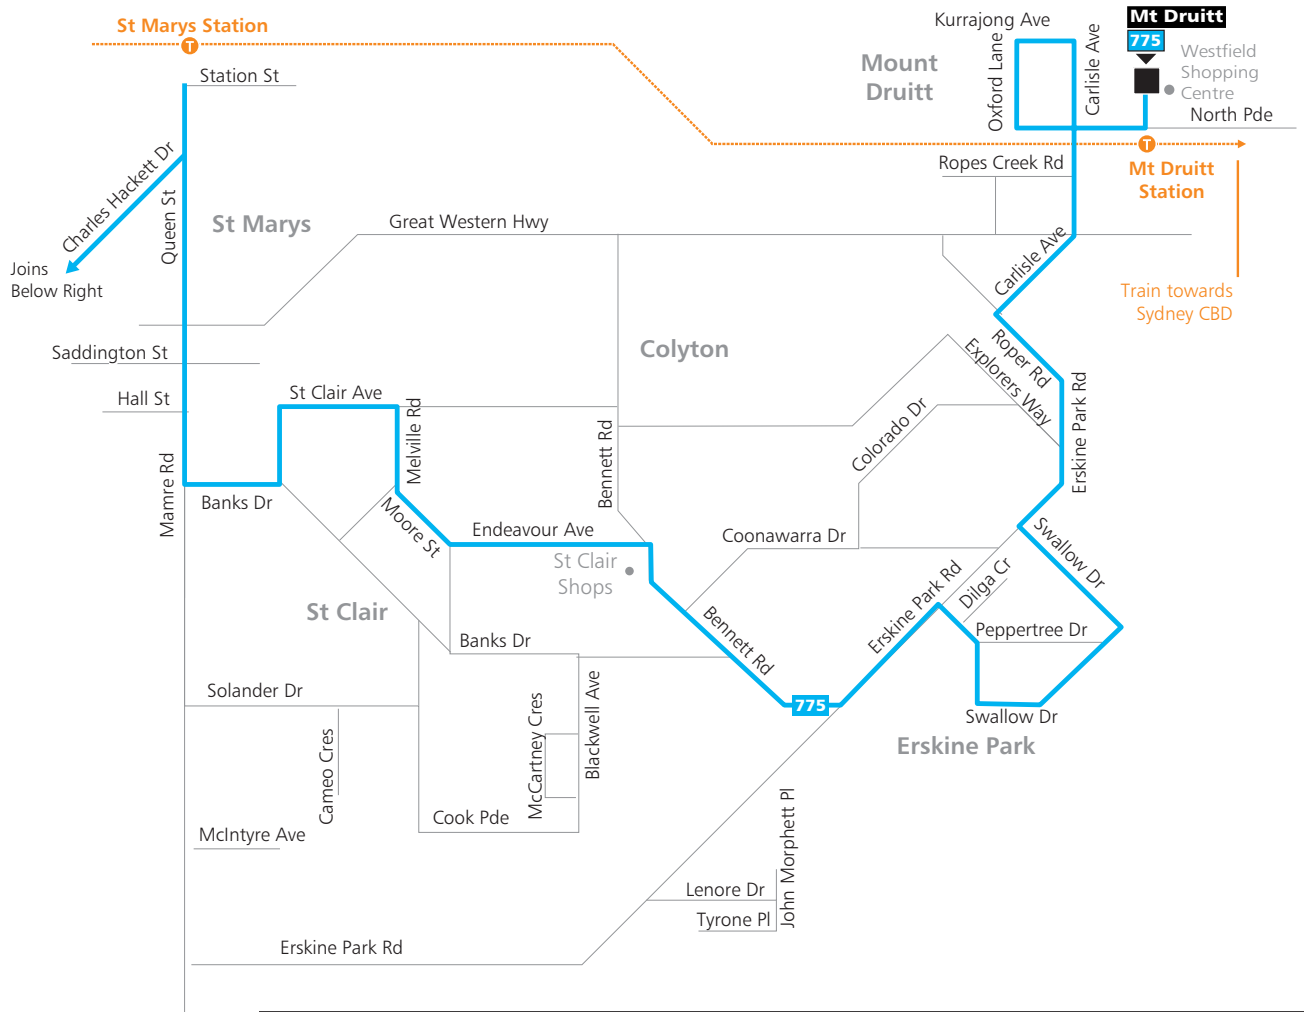 St Marys Station
T
Station St
Kurrajong Ave
Mt Druitt
775
Westfield
Shopping
Centre
Mount
Druitt
Oxford Lane
Carlisle Ave
North Pde
T
Mt Druitt
Station
Ropes Creek Rd
Train towards
Sydney CBD
Charles Hackett Dr
Queen St
St Marys
Great Western Hwy
Joins
Below Right
Carlisle Ave
Saddington St
Colyton
Roper Rd
Explorers Way
Erskine Park Rd
Hall St
St Clair Ave
Melville Rd
Bennett Rd
Colorado Dr
Mamre Rd
Banks Dr
Moore St
Endeavour Ave
Coonawarra Dr
Swallow Dr
St Clair
Shops
Erskine Park Rd
Dilga Cr
St Clair
Banks Dr
Bennett Rd
Peppertree Dr
Solander Dr
775
Swallow Dr
Erskine Park
Cameo Cres
McCartney Cres
Blackwell Ave
Cook Pde
McIntyre Ave
John Morphett Pl
Lenore Dr
Tyrone Pl
Erskine Park Rd